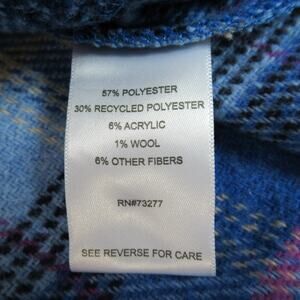 57% POLYESTER
30% RECYCLED POLYESTER
6% ACRYLIC
1% WOOL
6% OTHER FIBERS
RN#73277
SEE REVERSE FOR CARE